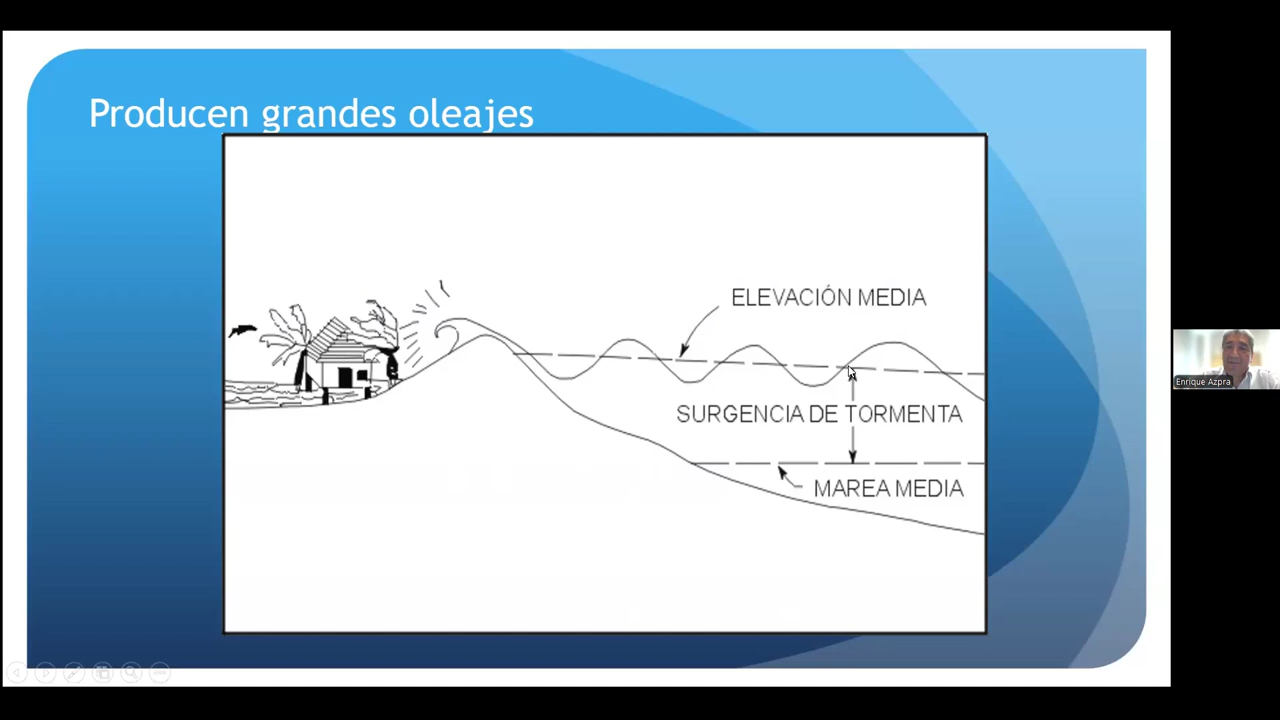 Producen grandes oleajes
ELEVACIÓN MEDIA
SURGENCIA DE TORMENTA
MAREA MEDIA
Enrique Azpra